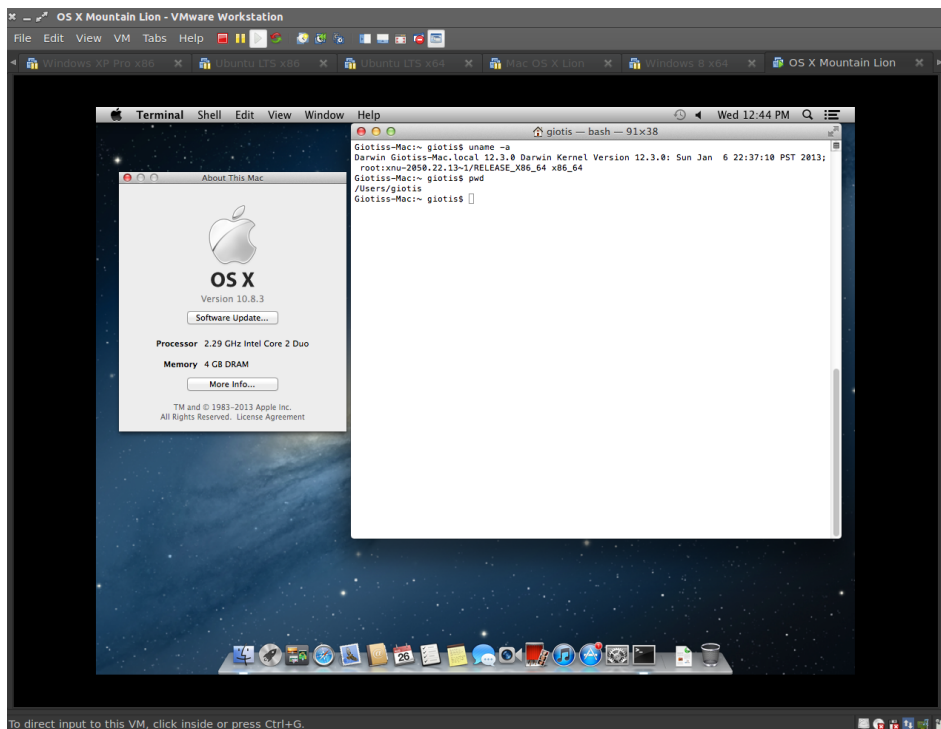 OS X Mountain Lion - VMware Workstation
File Edit View VM Tabs Help
Windows XP Pro x86 Ubuntu LTS x86 Ubuntu LTS x64 Mac OS X Lion Windows 8 x64 OS X Mountain Lion
Terminal Shell Edit View Window Help Wed 12:44 PM
giotis — bash — 91×38
Giotiss-Mac:~ giotis$ uname -a
Darwin Giotiss-Mac.local 12.3.0 Darwin Kernel Version 12.3.0: Sun Jan  6 22:37:10 PST 2013;
root:xnu-2050.22.13~1/RELEASE_X86_64 x86_64
Giotiss-Mac:~ giotis$ pwd
/Users/giotis
Giotiss-Mac:~ giotis$
About This Mac
OS X
Version 10.8.3
Software Update...
Processor 2.29 GHz Intel Core 2 Duo
Memory 4 GB DRAM
More Info...
TM and © 1983–2013 Apple Inc.
All Rights Reserved. License Agreement
26
To direct input to this VM, click inside or press Ctrl+G.